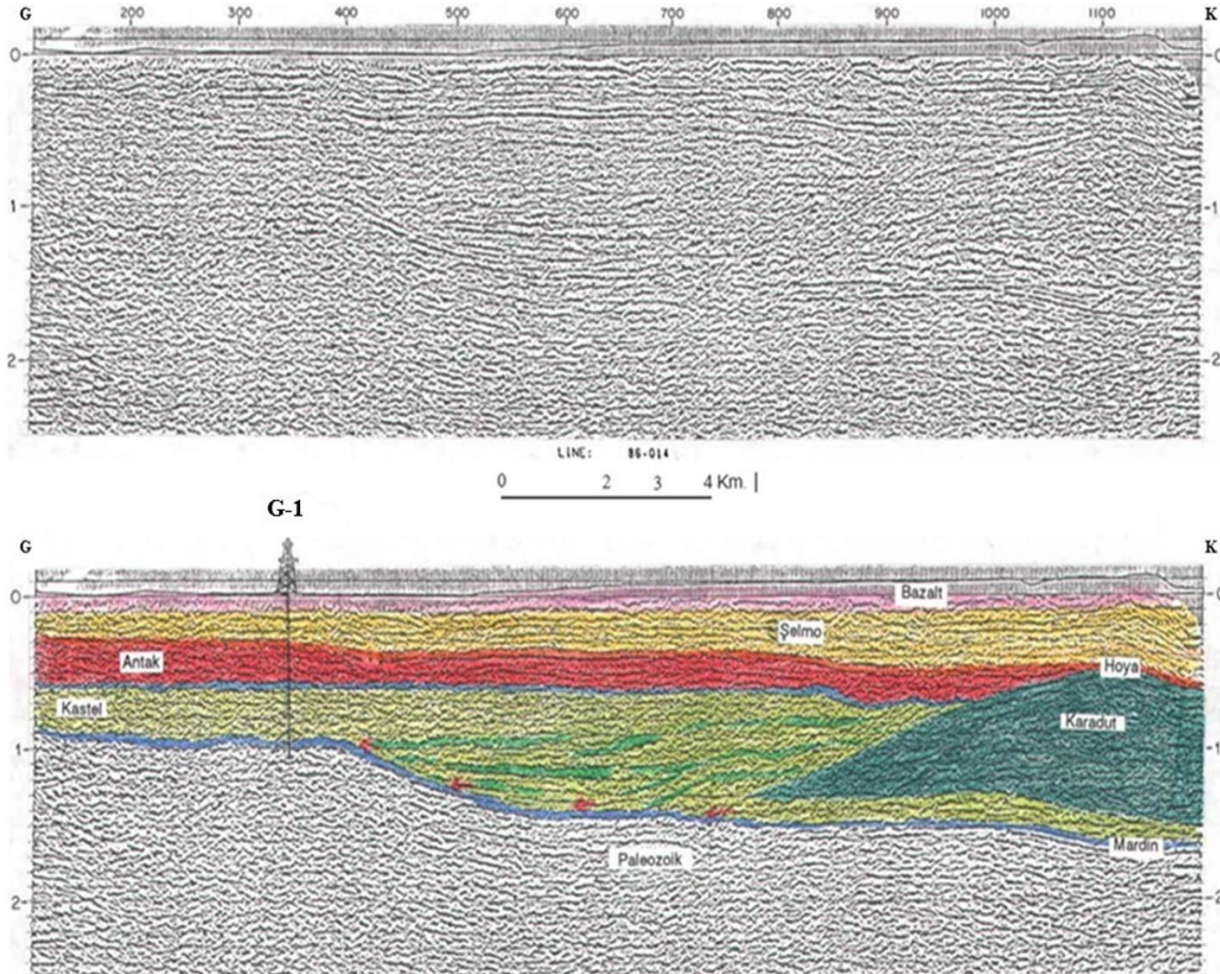 G 100 200 300 400 500 600 700 800 900 1000 1100 K
0 0
1 1
2 2
LINE: 86-014
0 2 3 4 Km.
G-1
G K
0 Bazalt 0
Şelmo
Antak Hoya
Kastel Karadut
1 1
Mardin
Paleozoik
2 2